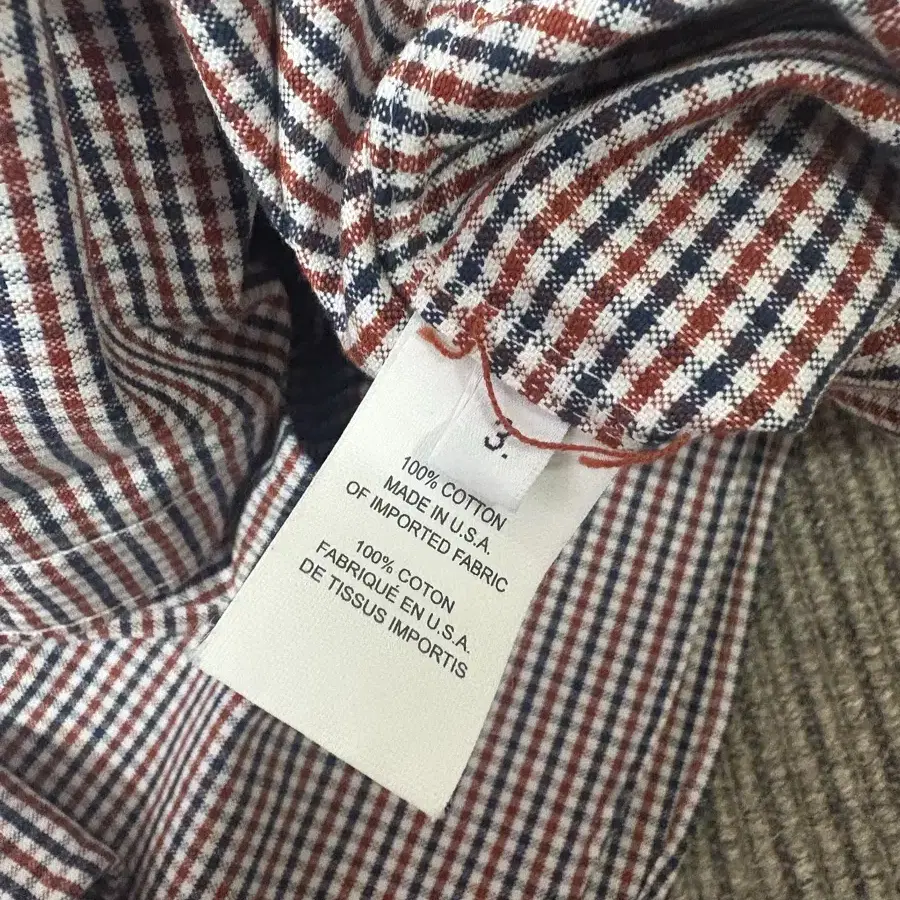 3.
100% COTTON
MADE IN U.S.A.
OF IMPORTED FABRIC
100% COTON
FABRIQUÉ EN U.S.A.
DE TISSUS IMPORTIS